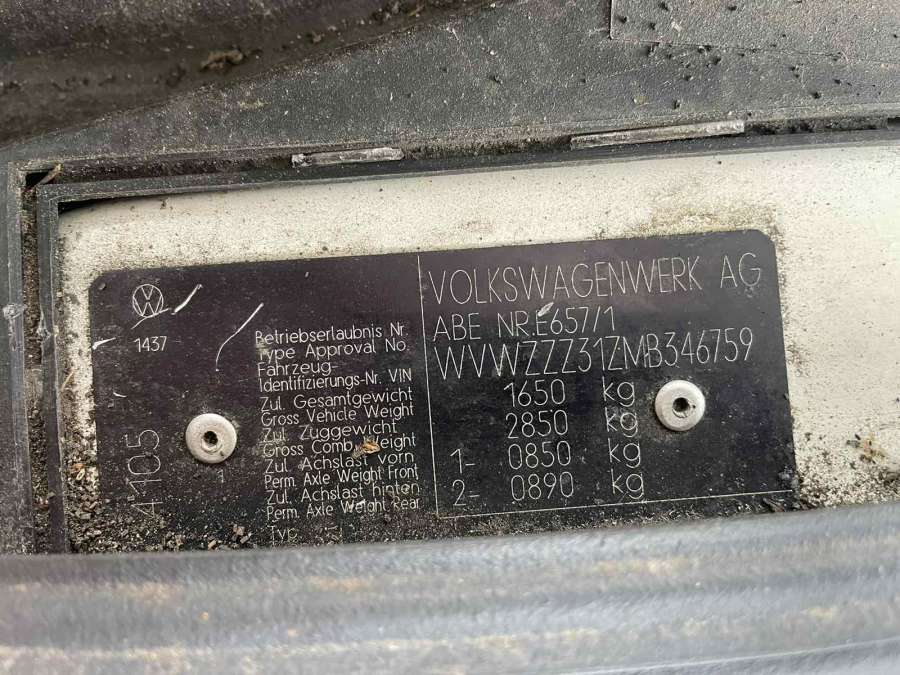 VOLKSWAGENWERK AG
1437
Betriebserlaubnis Nr.
Type Approval No. ABE NR.E657/1
Fahrzeug-
Identifizierungs-Nr. VIN WVWZZZ31ZMB346759
Zul Gesamtgewicht
Gross Vehicle Weight 1650 kg
Zul Zuggewicht
Gross Comb Weight 2850 kg
Zul. Achslast vorn
Perm. Axle Weight Front 1- 0850 kg
Zul. Achslast hinten
Perm. Axle Weight Rear 2- 0890 kg
Typ
4105